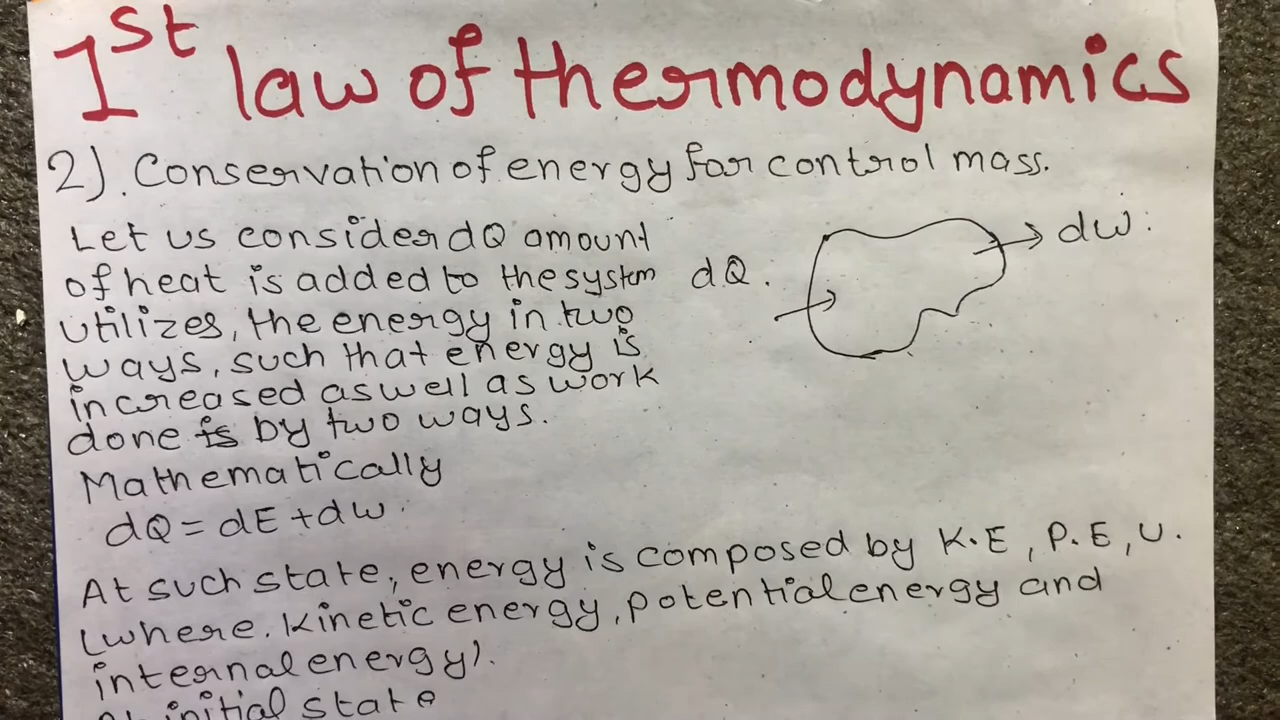 1st law of thermodynamics
2). Conservation of energy for control mass.
Let us consider dQ amount
of heat is added to the system
utilizes, the energy in two
ways, such that energy is
increased aswell as work
done is by two ways.
dQ.
dw.
Mathematically
dQ = dE + dw.
At such state, energy is composed by K.E, P.E, U.
(where. Kinetic energy, potential energy and
internal energy).
At initial state